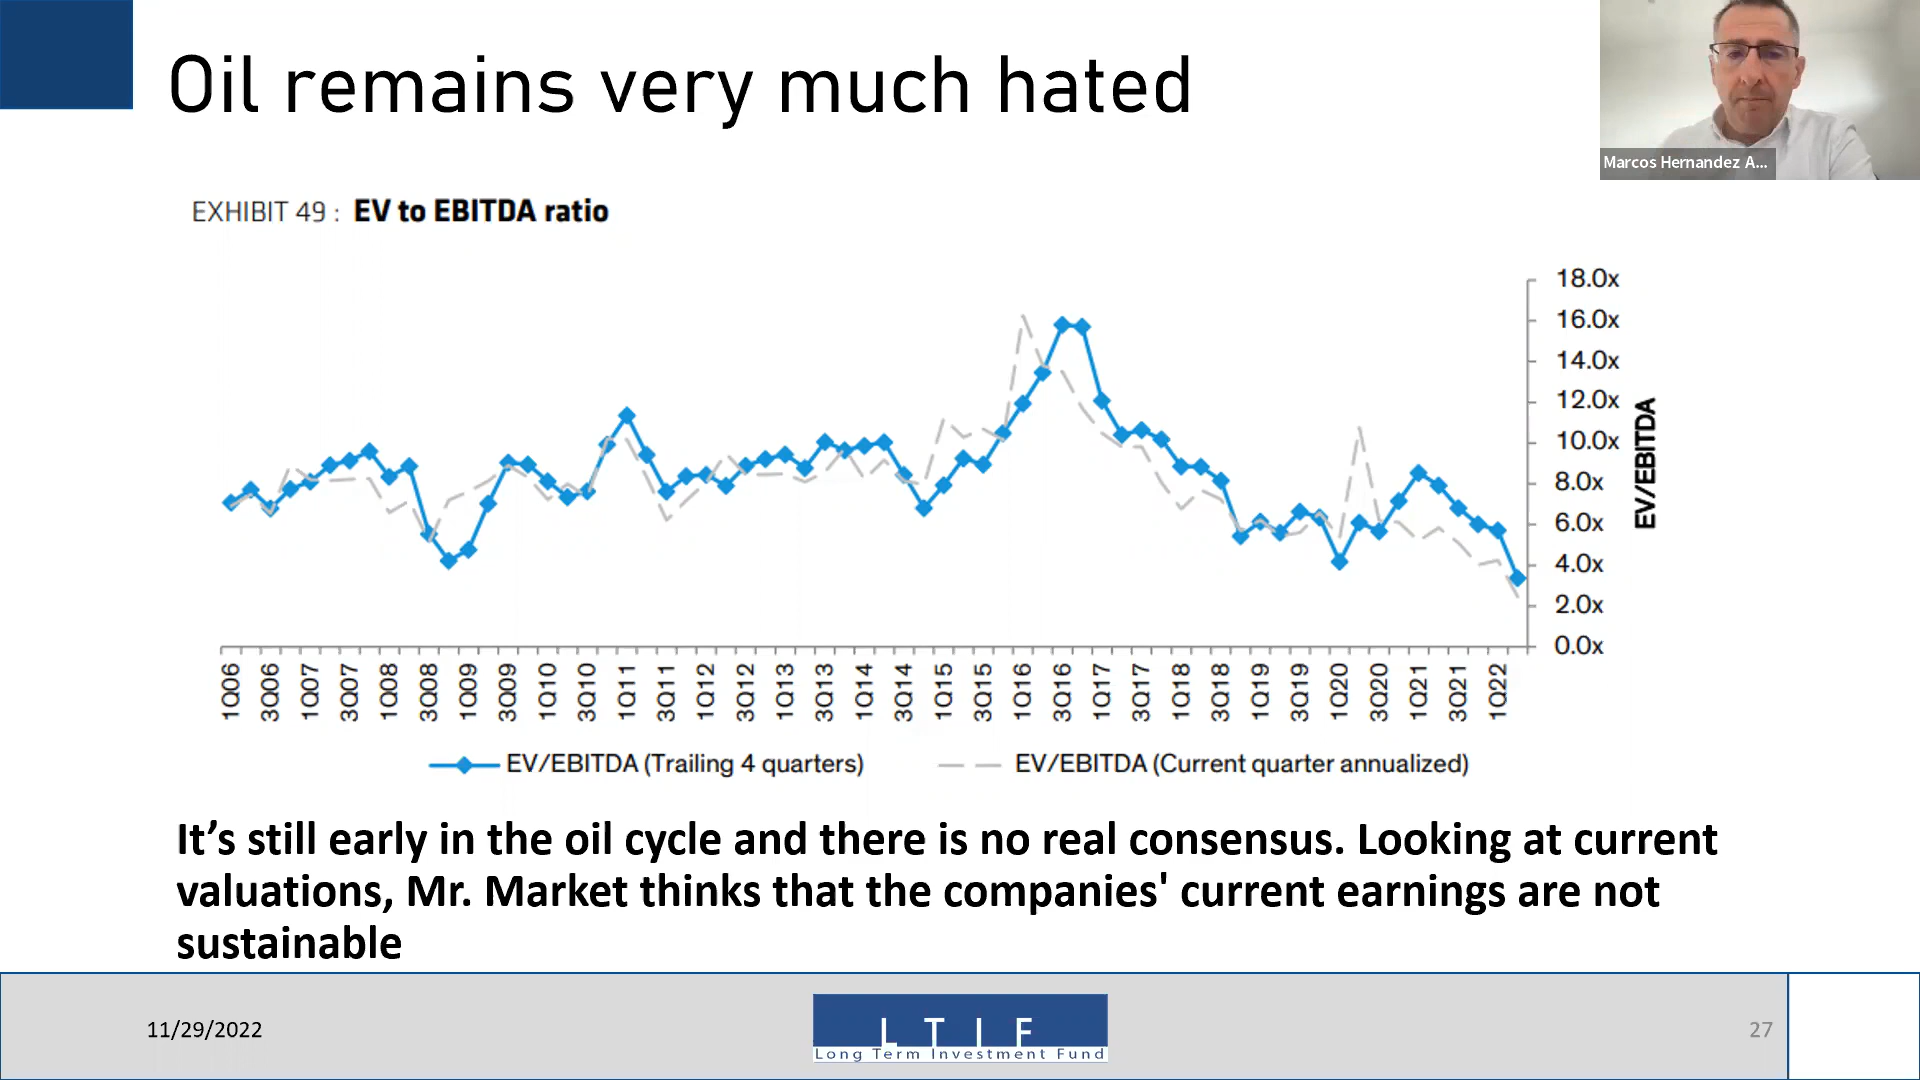 Oil remains very much hated
Marcos Hernandez A...
EXHIBIT 49 : EV to EBITDA ratio
18.0x
16.0x
14.0x
12.0x
10.0x
8.0x
6.0x
4.0x
2.0x
0.0x
EV/EBITDA
1Q06 3Q06 1Q07 3Q07 1Q08 3Q08 1Q09 3Q09 1Q10 3Q10 1Q11 3Q11 1Q12 3Q12 1Q13 3Q13 1Q14 3Q14 1Q15 3Q15 1Q16 3Q16 1Q17 3Q17 1Q18 3Q18 1Q19 3Q19 1Q20 3Q20 1Q21 3Q21 1Q22
EV/EBITDA (Trailing 4 quarters) EV/EBITDA (Current quarter annualized)
It’s still early in the oil cycle and there is no real consensus. Looking at current
valuations, Mr. Market thinks that the companies' current earnings are not
sustainable
11/29/2022
L T I F
Long Term Investment Fund
27